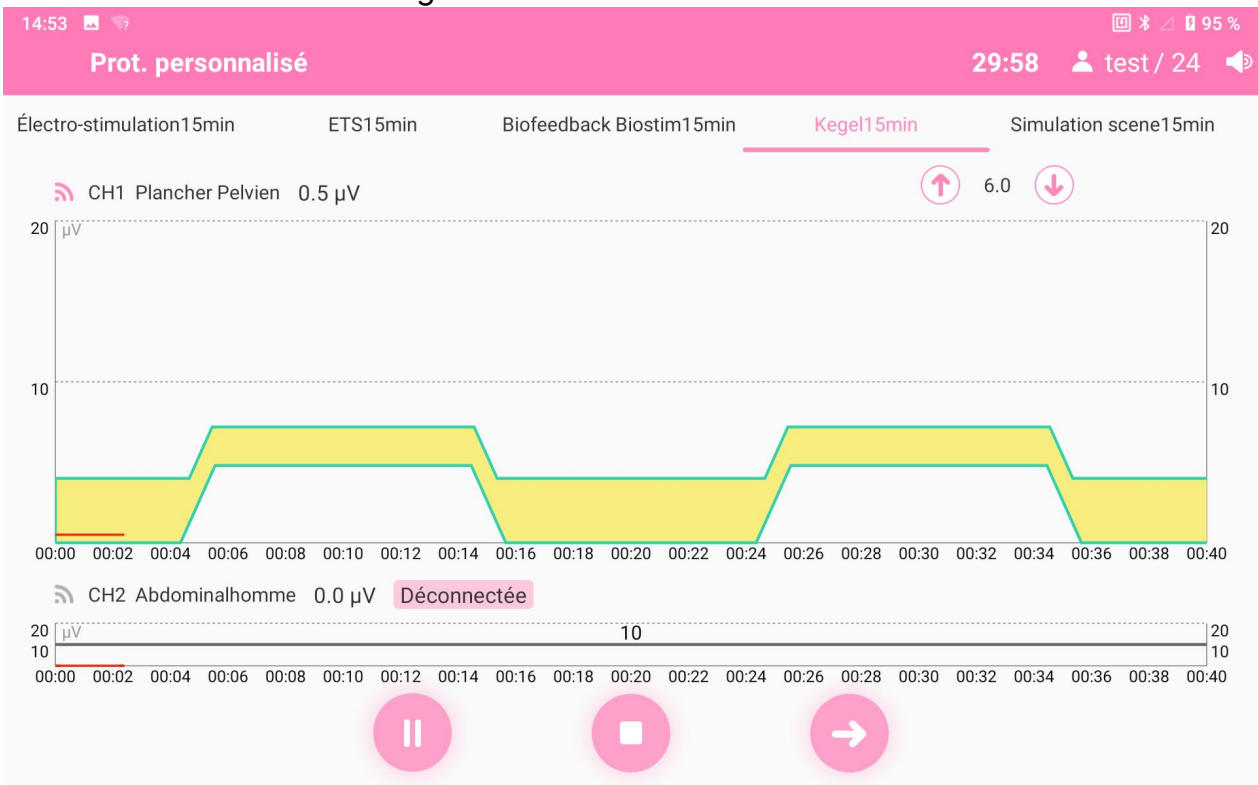 14:53 95 %
Prot. personnalisé 29:58 test / 24
Électro-stimulation15min ETS15min Biofeedback Biostim15min Kegel15min Simulation scene15min
CH1 Plancher Pelvien 0.5 µV 6.0
20 µV 20
10 10
00:00 00:02 00:04 00:06 00:08 00:10 00:12 00:14 00:16 00:18 00:20 00:22 00:24 00:26 00:28 00:30 00:32 00:34 00:36 00:38 00:40
CH2 Abdominalhomme 0.0 µV Déconnectée
20 µV 10 20
10 10
00:00 00:02 00:04 00:06 00:08 00:10 00:12 00:14 00:16 00:18 00:20 00:22 00:24 00:26 00:28 00:30 00:32 00:34 00:36 00:38 00:40